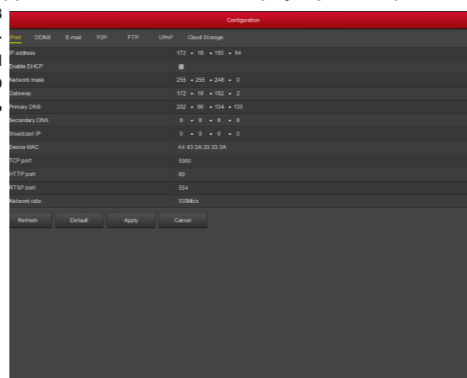 Configuration
Port DDNS E-mail P2P FTP UPnP Cloud Storage
IP address 172 . 18 . 195 . 94
Enable DHCP
Network mask 255 . 255 . 248 . 0
Gateway 172 . 18 . 192 . 2
Primary DNS 202 . 96 . 134 . 133
Secondary DNS 8 . 8 . 8 . 8
Broadcast IP 0 . 0 . 0 . 0
Device MAC 44:43:3A:33:33:3A
TCP port 5000
HTTP port 80
RTSP port 554
Network rate 100Mb/s
Refresh Default Apply Cancel